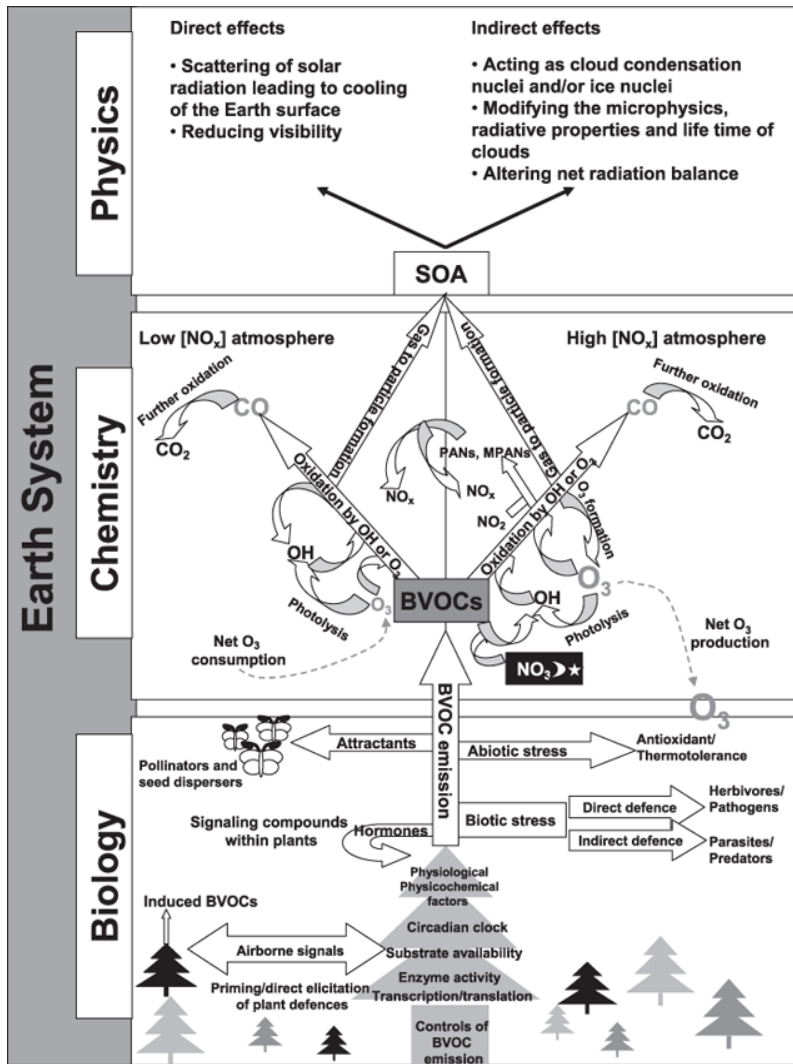 Earth System
Physics
Direct effects
• Scattering of solar
radiation leading to cooling
of the Earth surface
• Reducing visibility
Indirect effects
• Acting as cloud condensation
nuclei and/or ice nuclei
• Modifying the microphysics,
radiative properties and life time of
clouds
• Altering net radiation balance
SOA
Chemistry
Low [NOx] atmosphere
High [NOx] atmosphere
Further oxidation
CO
CO2
Gas to particle formation
Gas to particle formation
Further oxidation
CO
CO2
PANs, MPANs
NOx
NOx
NO2
Oxidation by OH or O3
Oxidation by OH or O3
O3 formation
OH
O3
Photolysis
BVOCs
OH
O3
Photolysis
Net O3
consumption
NO3
Net O3
production
O3
Biology
BVOC emission
Attractants
Pollinators and
seed dispersers
Abiotic stress
Antioxidant/
Thermotolerance
Signaling compounds
within plants
Hormones
Biotic stress
Direct defence
Herbivores/
Pathogens
Indirect defence
Parasites/
Predators
Physiological
Physicochemical
factors
Induced BVOCs
Circadian clock
Airborne signals
Substrate availability
Priming/direct elicitation
of plant defences
Enzyme activity
Transcription/translation
Controls of
BVOC
emission